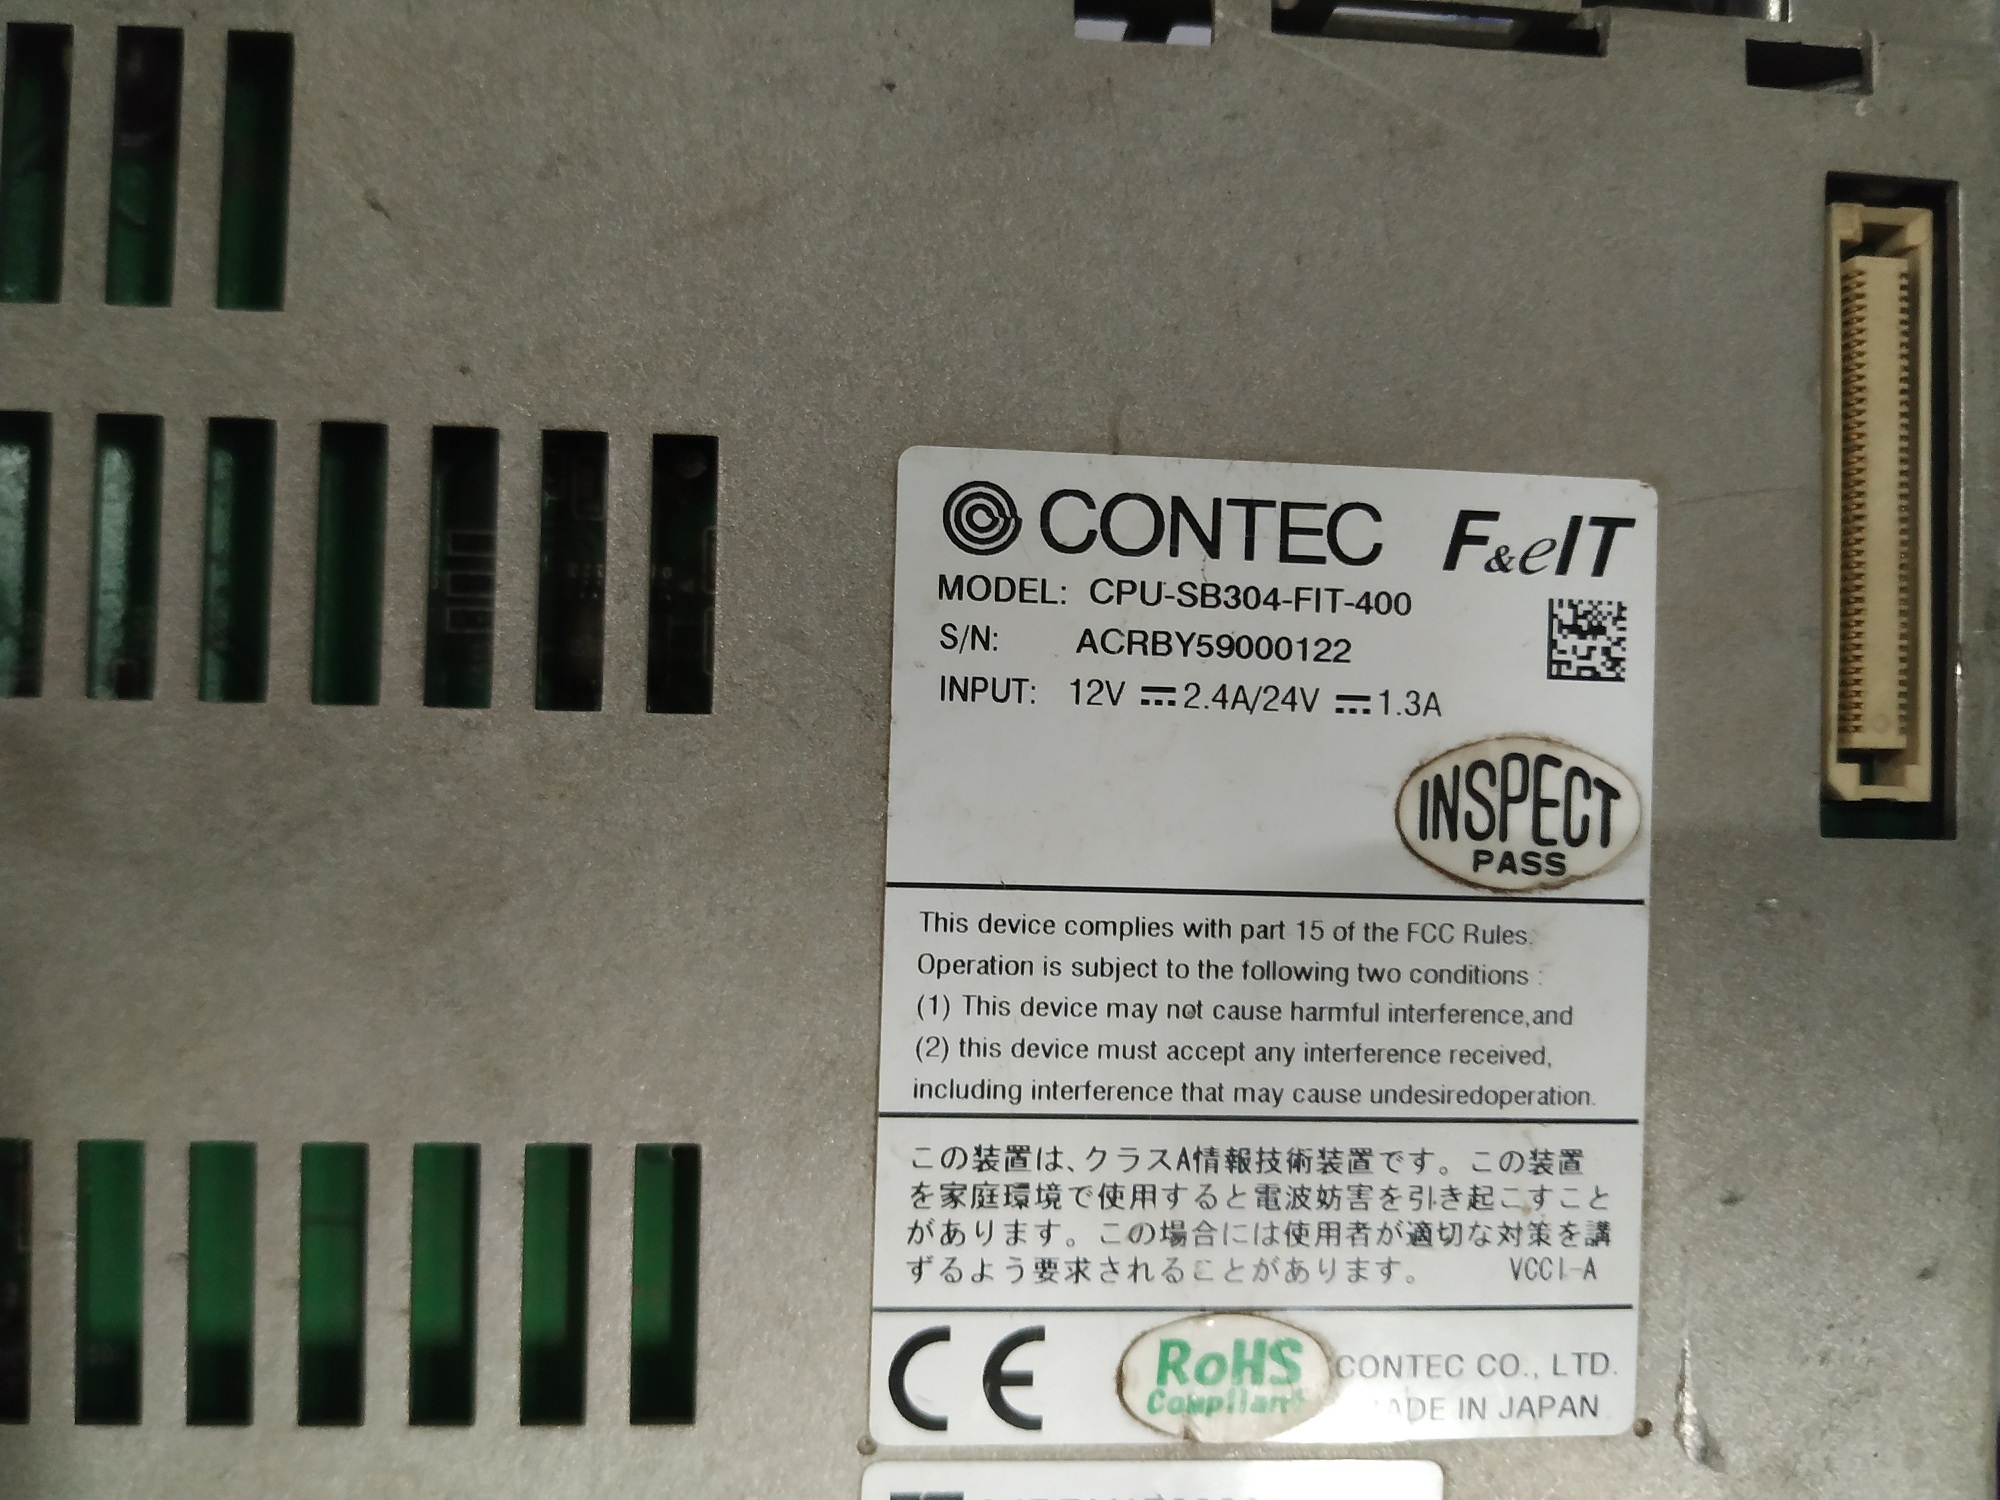 CONTEC F&eIT
MODEL: CPU-SB304-FIT-400
S/N: ACRBY59000122
INPUT: 12V ⎓ 2.4A/24V ⎓ 1.3A
INSPECT
PASS
This device complies with part 15 of the FCC Rules.
Operation is subject to the following two conditions :
(1) This device may not cause harmful interference,and
(2) this device must accept any interference received,
including interference that may cause undesiredoperation.
この装置は、クラスA情報技術装置です。この装置
を家庭環境で使用すると電波妨害を引き起こすこと
があります。この場合には使用者が適切な対策を講
ずるよう要求されることがあります。 VCCI-A
CE
RoHS
Compliant
CONTEC CO., LTD.
MADE IN JAPAN